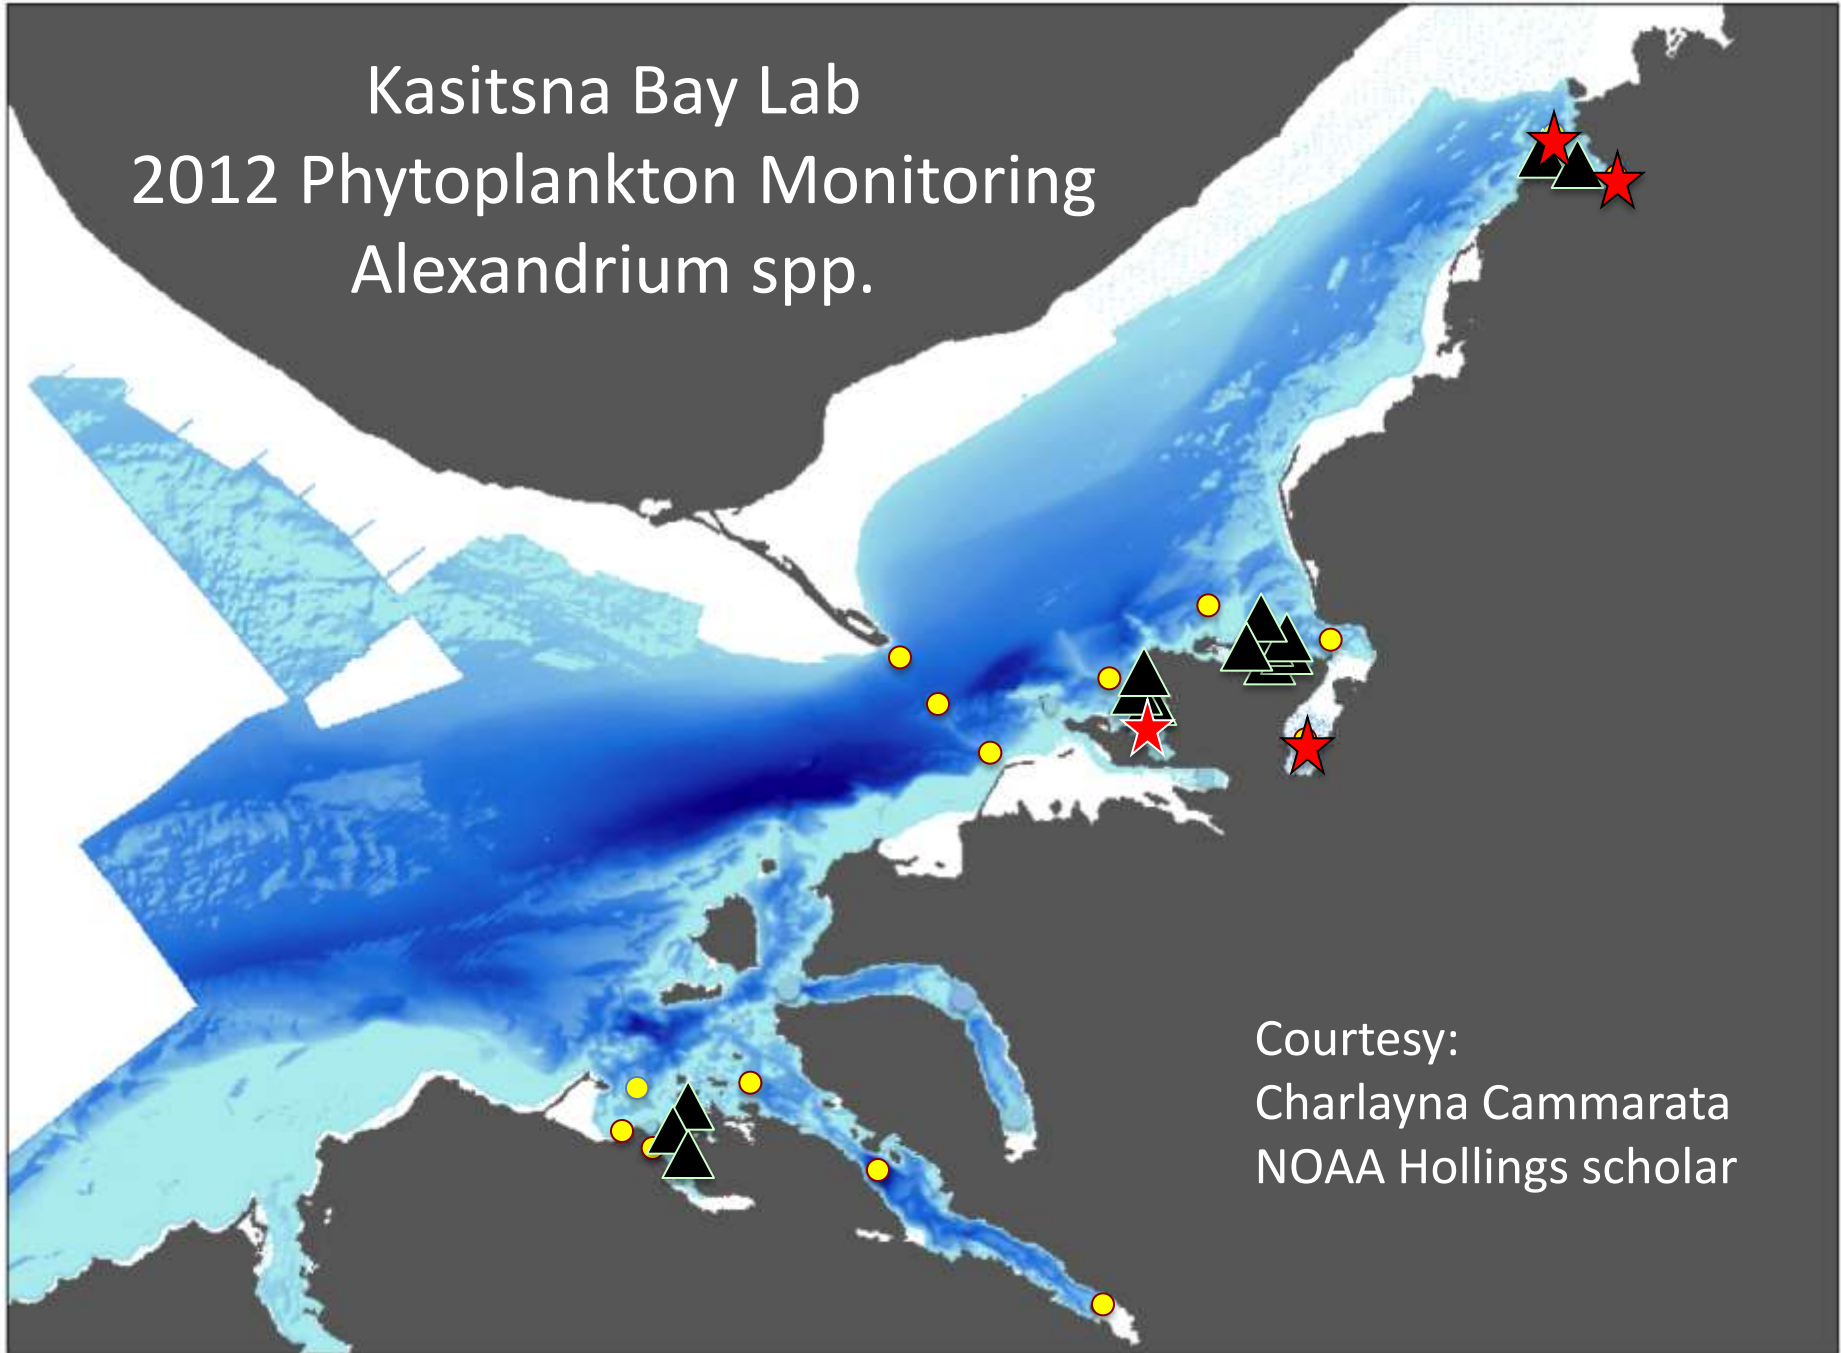 Kasitsna Bay Lab
2012 Phytoplankton Monitoring
Alexandrium spp.
Courtesy:
Charlayna Cammarata
NOAA Hollings scholar